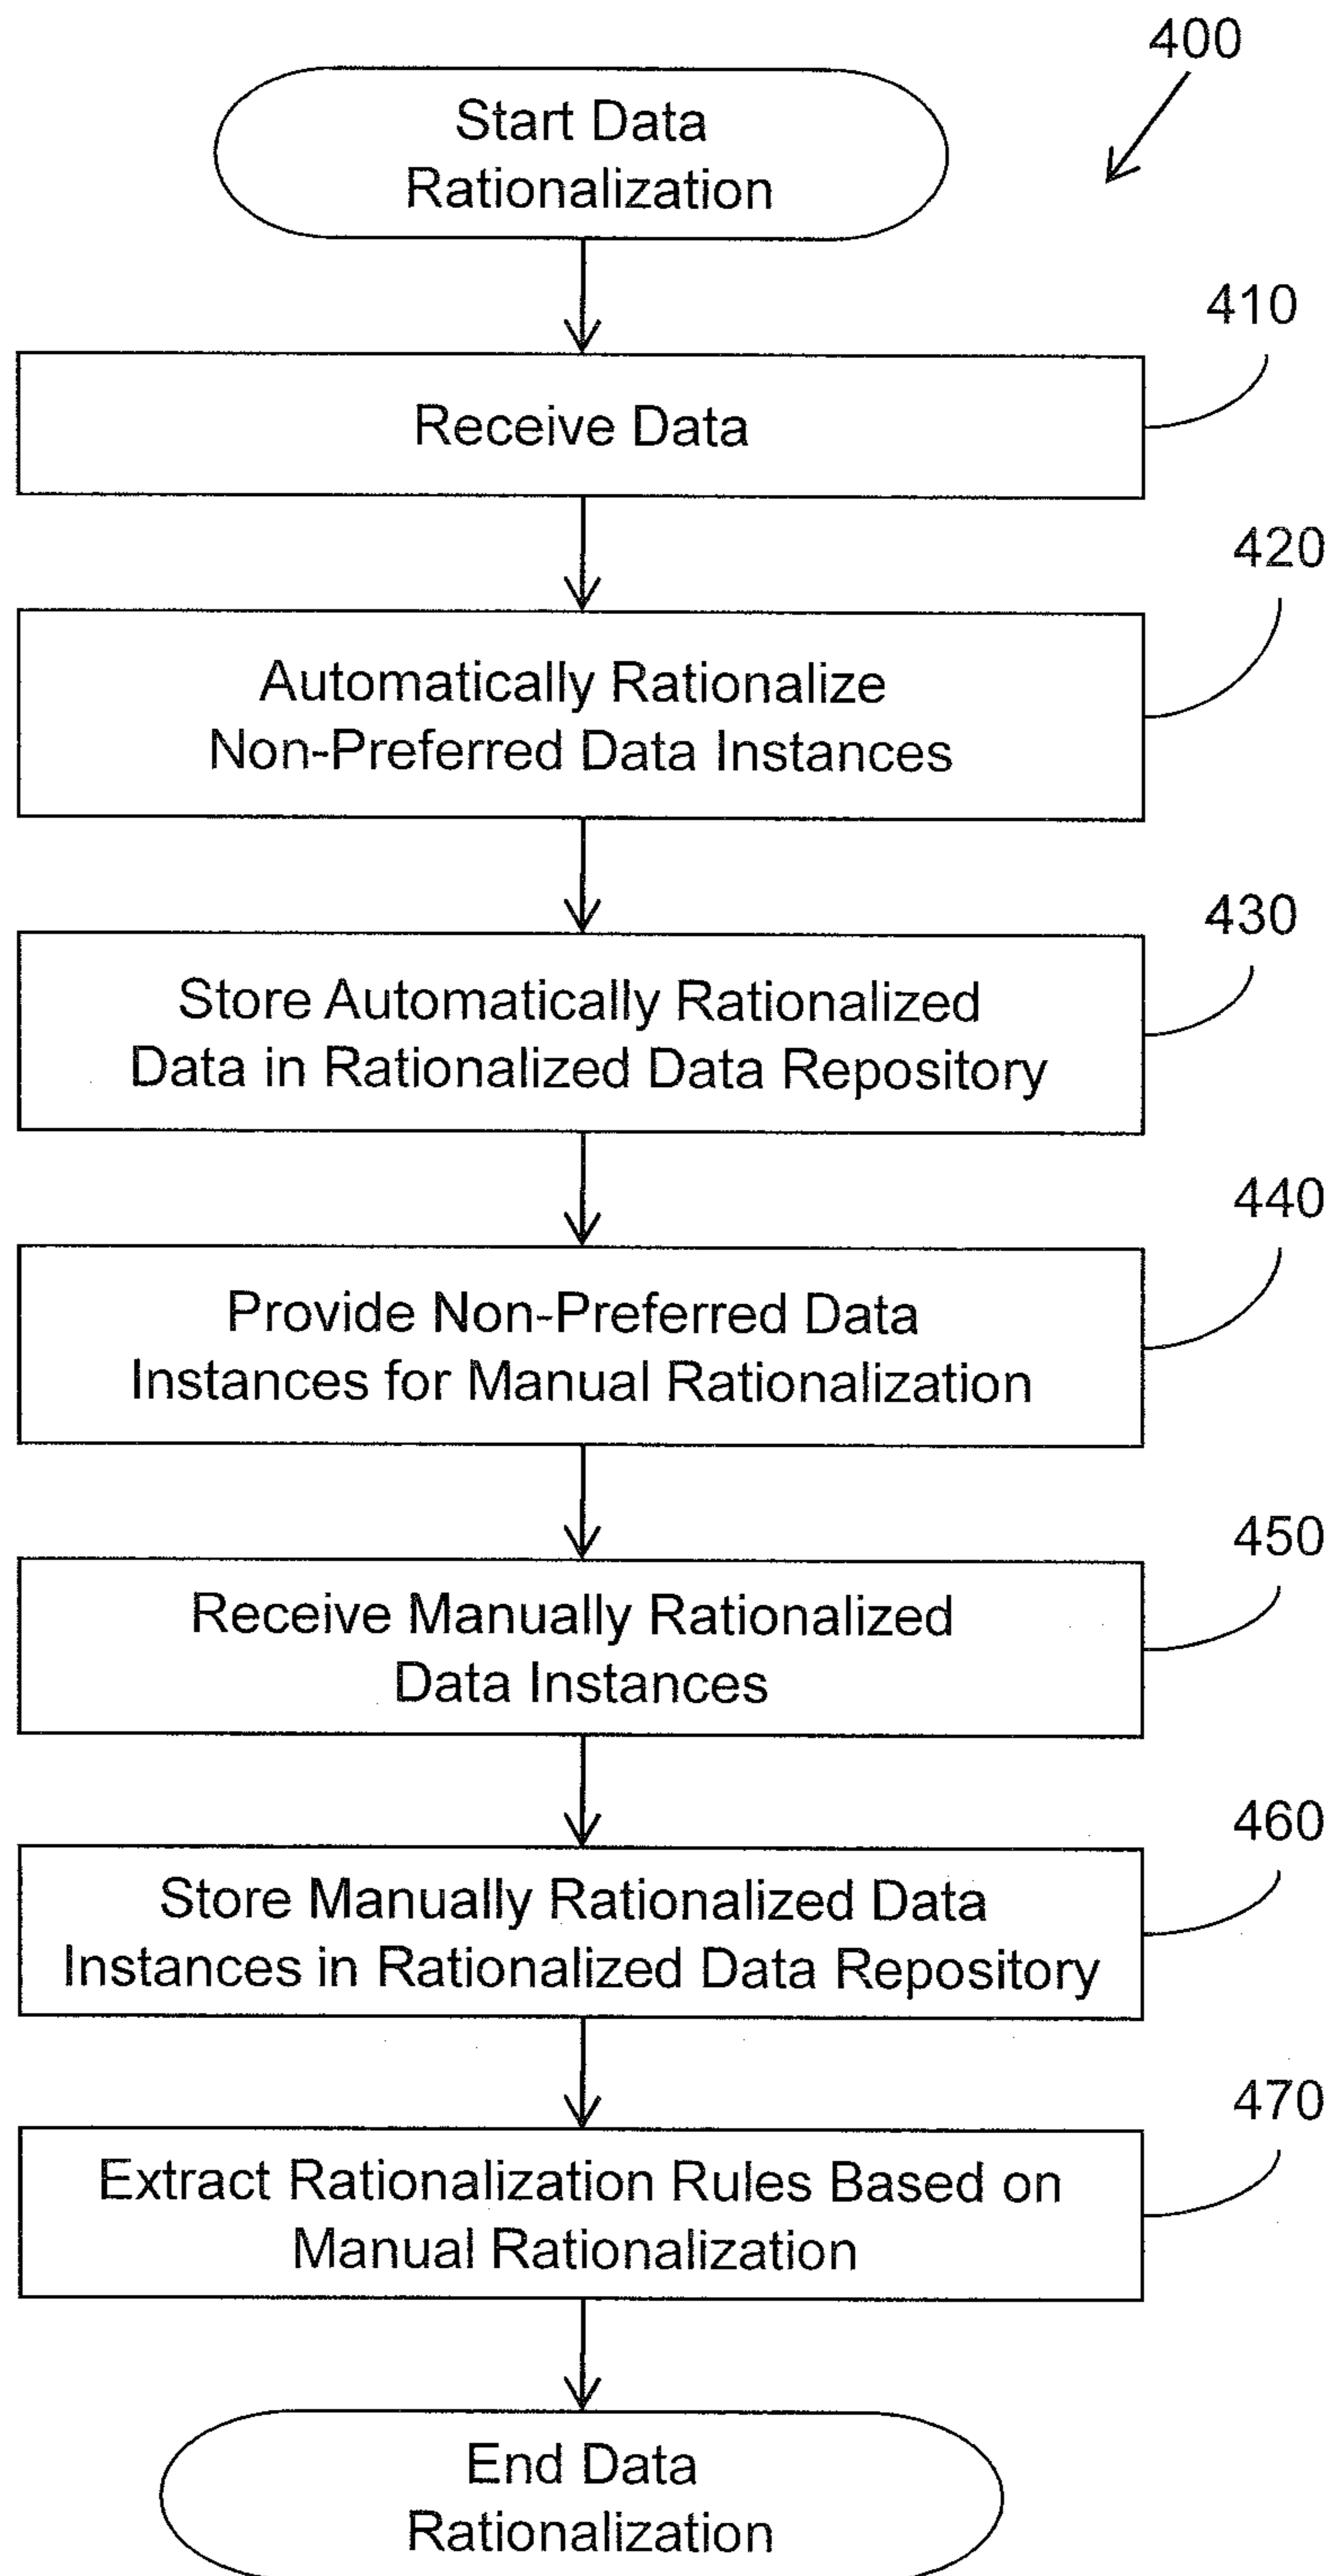 400
Start Data
Rationalization
410
Receive Data
420
Automatically Rationalize
Non-Preferred Data Instances
430
Store Automatically Rationalized
Data in Rationalized Data Repository
440
Provide Non-Preferred Data
Instances for Manual Rationalization
450
Receive Manually Rationalized
Data Instances
460
Store Manually Rationalized Data
Instances in Rationalized Data Repository
470
Extract Rationalization Rules Based on
Manual Rationalization
End Data
Rationalization